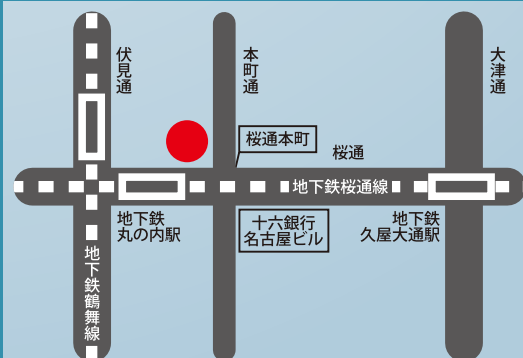 伏見通
本町通
大津通
桜通本町
桜通
地下鉄桜通線
地下鉄
丸の内駅
十六銀行
名古屋ビル
地下鉄
久屋大通駅
地下鉄鶴舞線